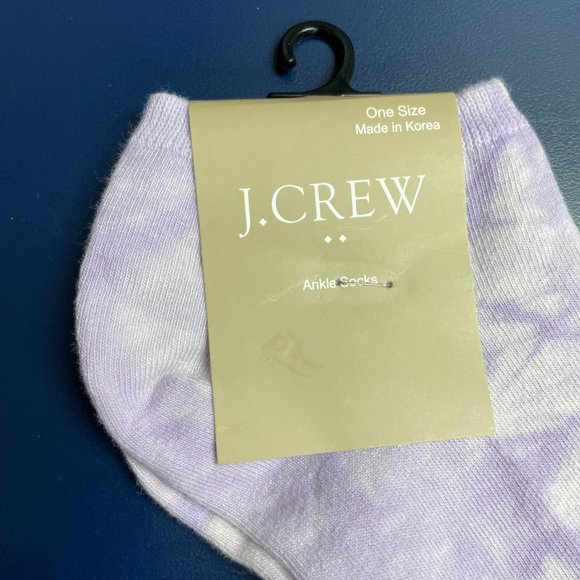 One Size
Made in Korea
J.CREW
Ankle Socks